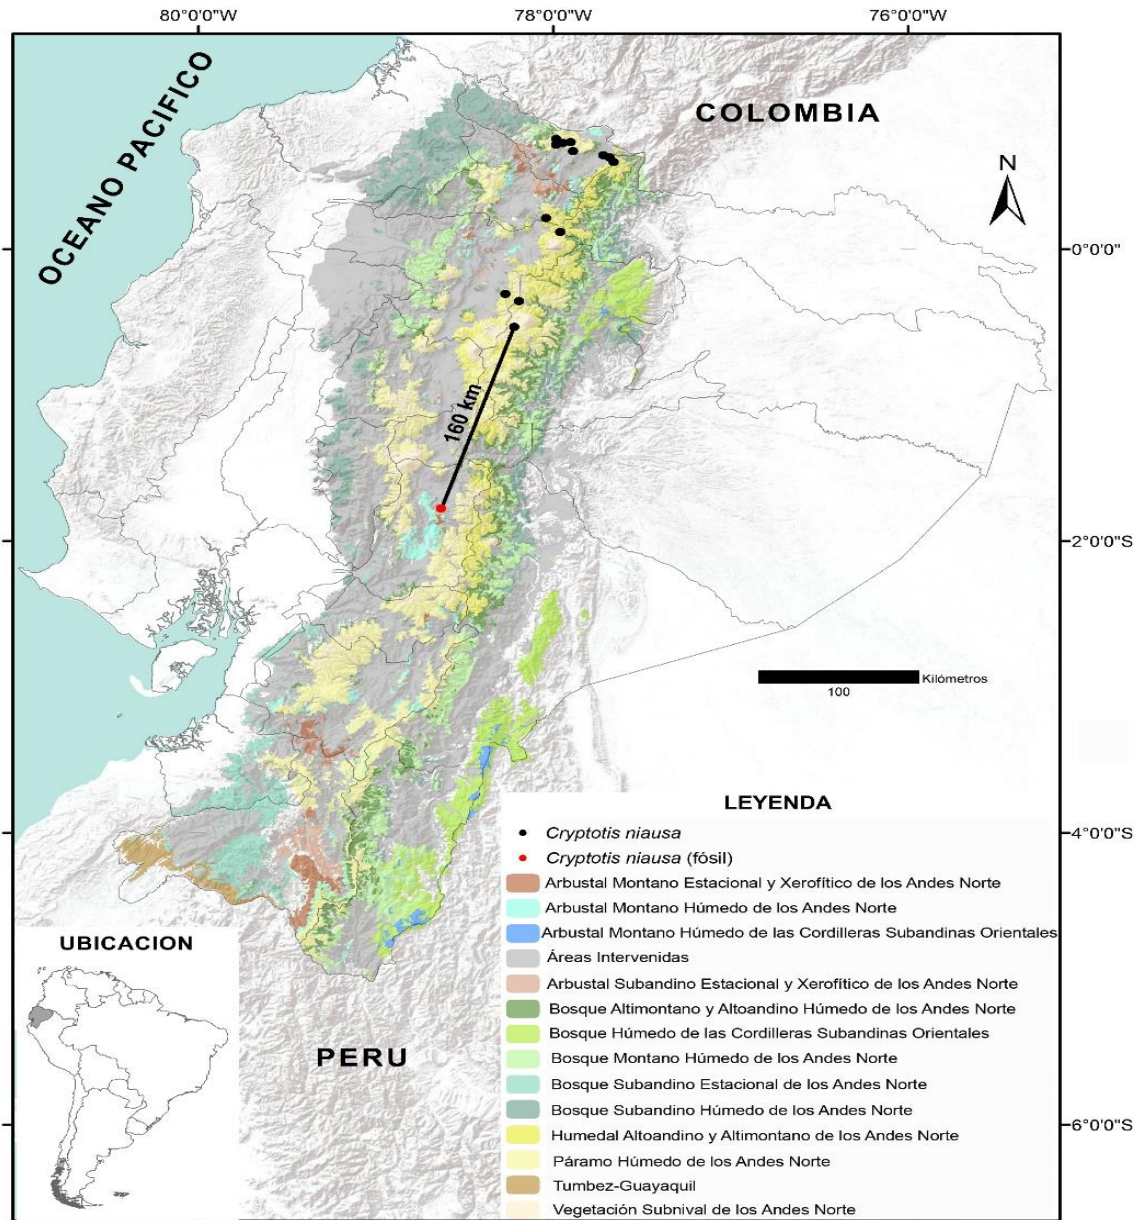 80°0'0"W 78°0'0"W 76°0'0"W
OCEANO PACIFICO
COLOMBIA
N
0°0'0"
160 km
2°0'0"S
100
Kilómetros
4°0'0"S
LEYENDA
Cryptotis niausa
Cryptotis niausa (fósil)
Arbustal Montano Estacional y Xerofítico de los Andes Norte
Arbustal Montano Húmedo de los Andes Norte
Arbustal Montano Húmedo de las Cordilleras Subandinas Orientales
Áreas Intervenidas
Arbustal Subandino Estacional y Xerofítico de los Andes Norte
Bosque Altimontano y Altoandino Húmedo de los Andes Norte
Bosque Húmedo de las Cordilleras Subandinas Orientales
Bosque Montano Húmedo de los Andes Norte
Bosque Subandino Estacional de los Andes Norte
Bosque Subandino Húmedo de los Andes Norte
Humedal Altoandino y Altimontano de los Andes Norte
Páramo Húmedo de los Andes Norte
Tumbez-Guayaquil
Vegetación Subnival de los Andes Norte
UBICACION
PERU
6°0'0"S